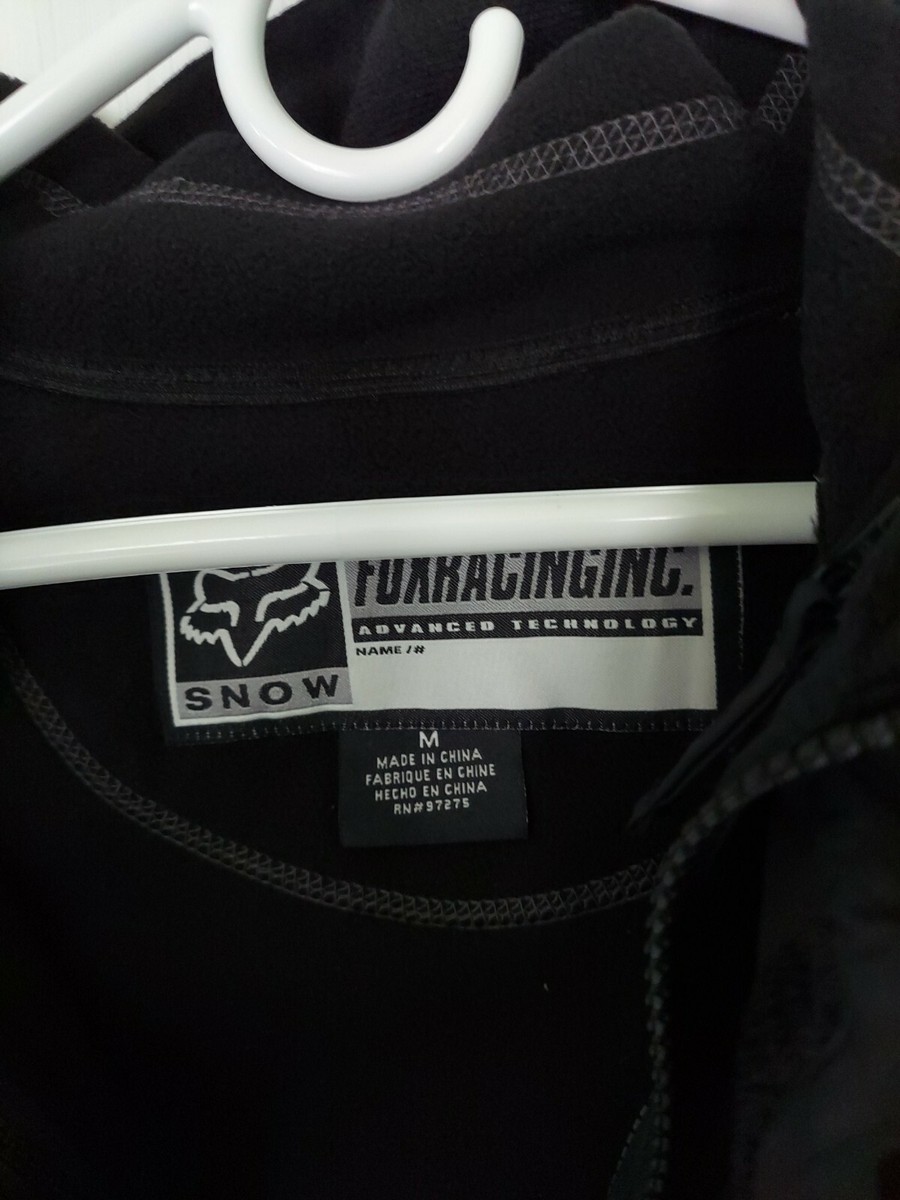 FOXRACINGINC.
ADVANCED TECHNOLOGY
NAME / #
SNOW
M
MADE IN CHINA
FABRIQUE EN CHINE
HECHO EN CHINA
RN#97275